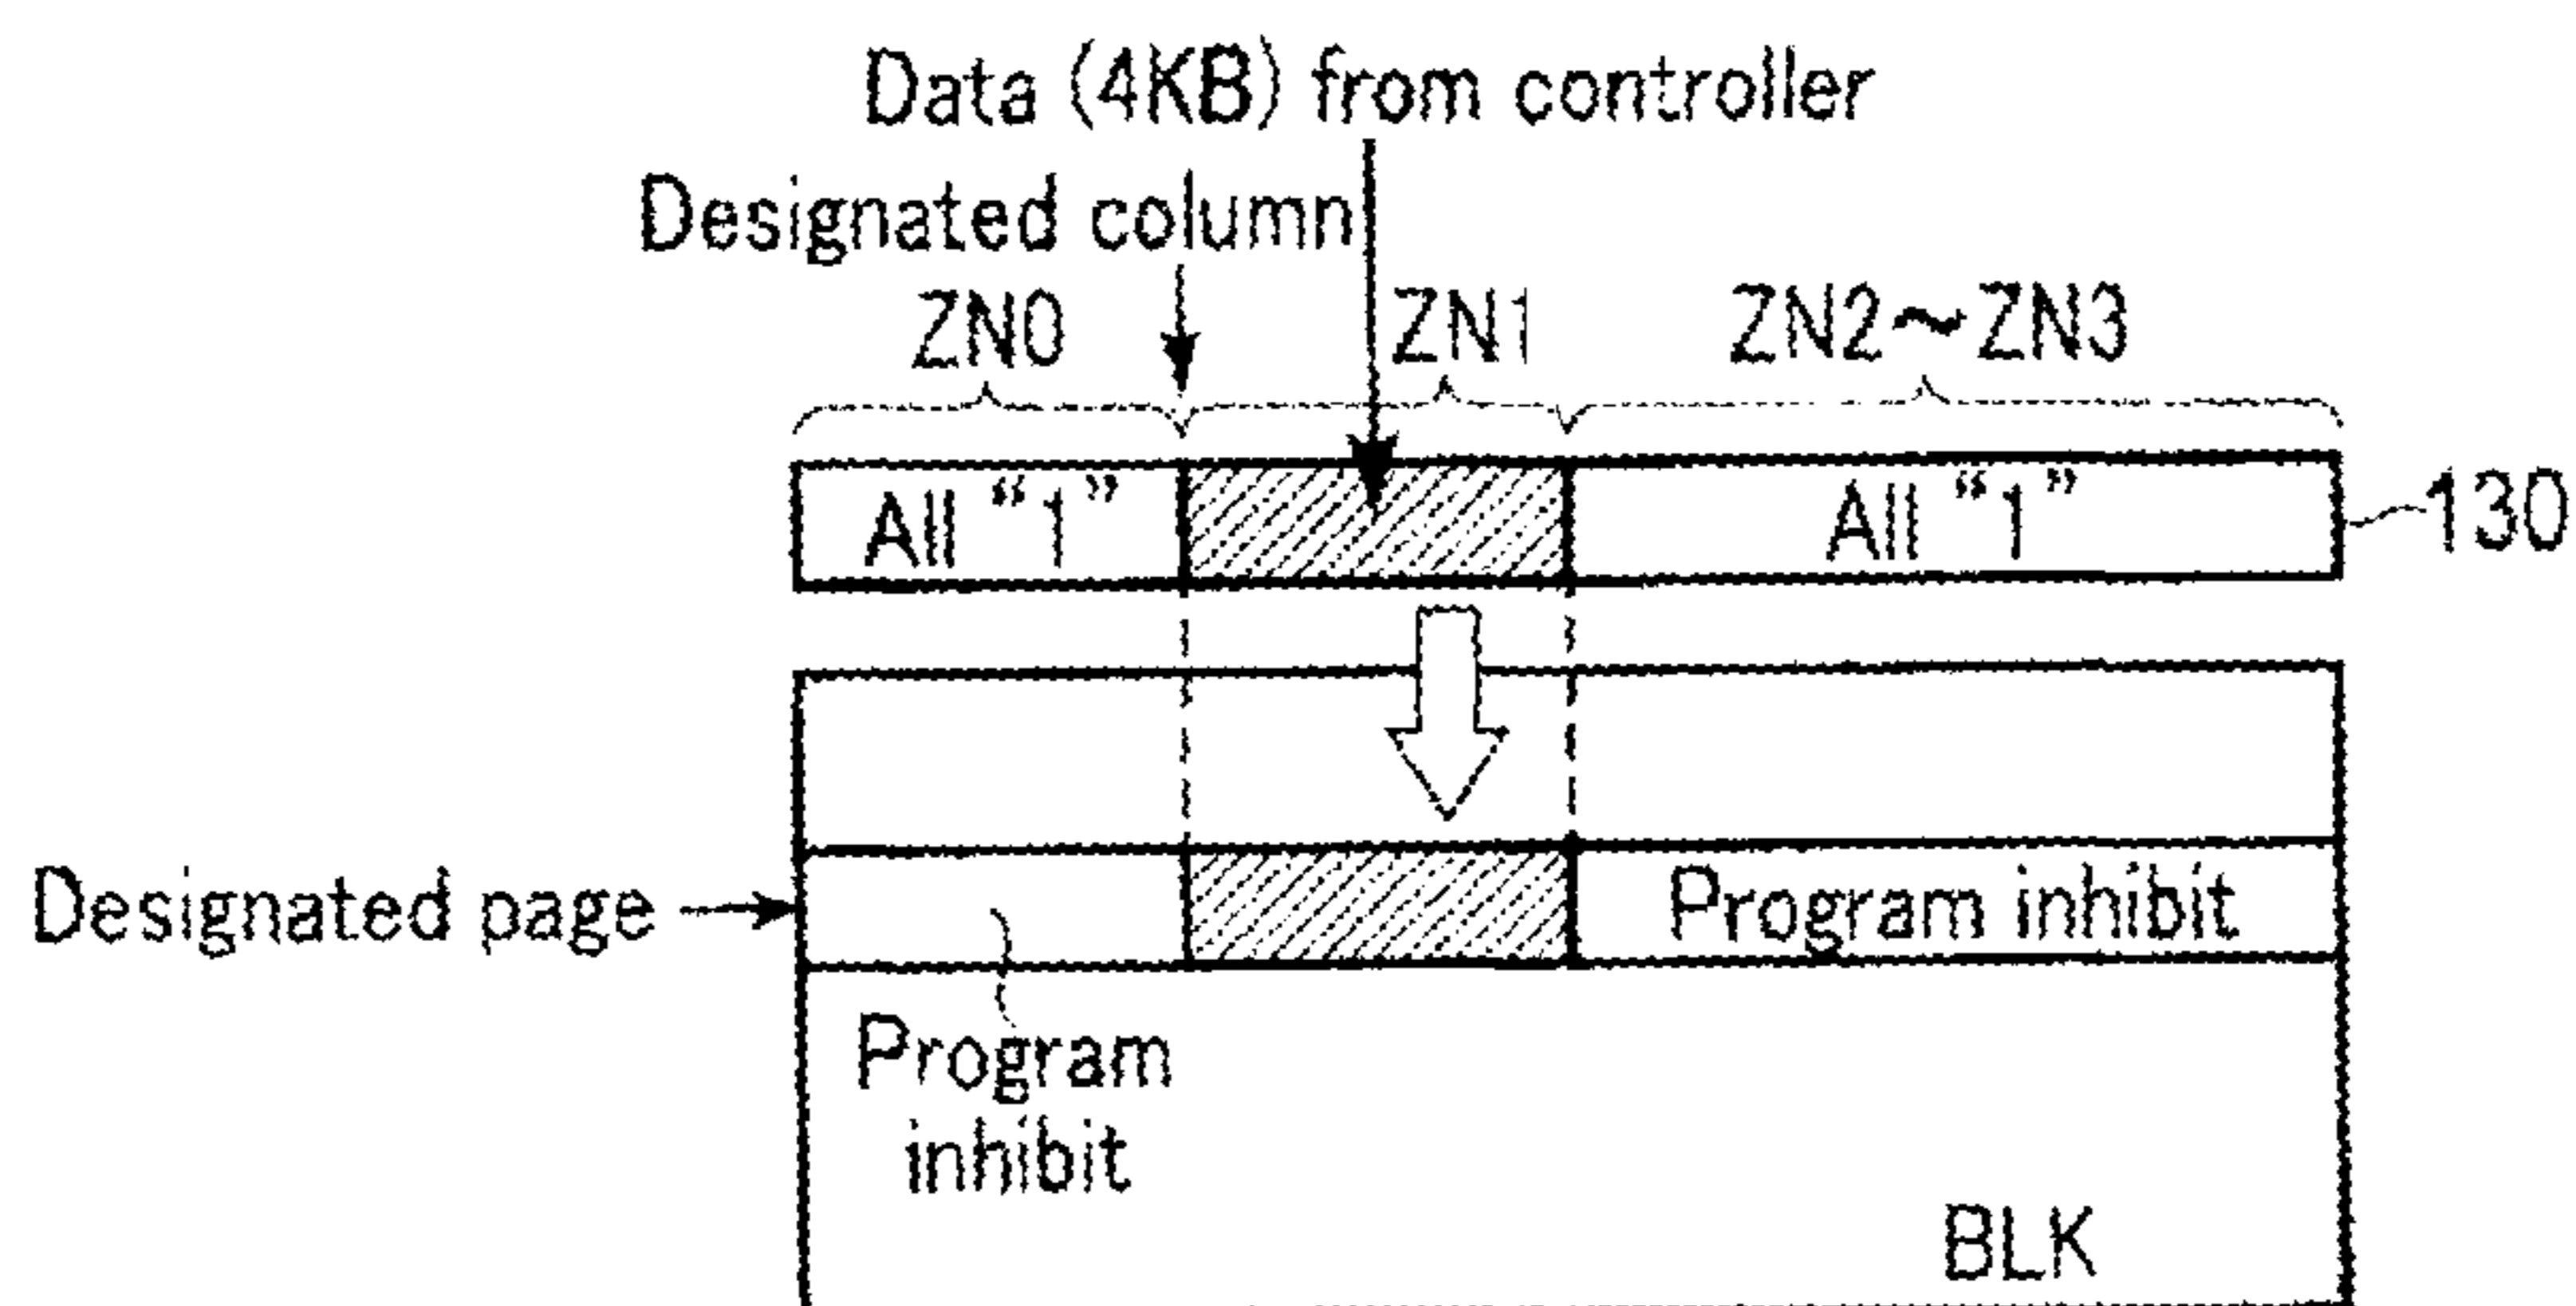 Data (4KB) from controller
Designated column
ZN0
ZN1
ZN2~ZN3
All “1”
All “1”
130
Designated page
Program inhibit
Program
inhibit
BLK